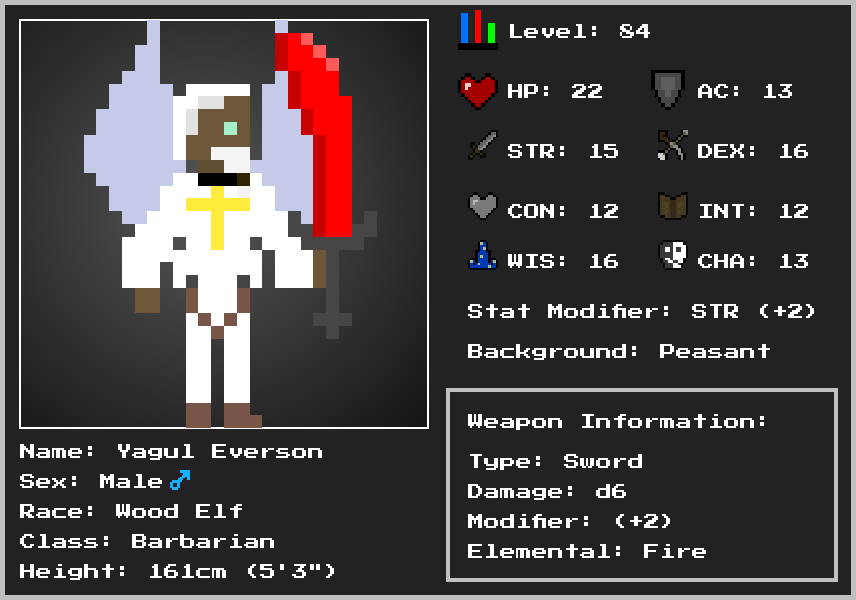 Level: 84
HP: 22
AC: 13
STR: 15
DEX: 16
CON: 12
INT: 12
WIS: 16
CHA: 13
Stat Modifier: STR (+2)
Background: Peasant
Weapon Information:
Type: Sword
Damage: d6
Modifier: (+2)
Elemental: Fire
Name: Yagul Everson
Sex: Male ♂
Race: Wood Elf
Class: Barbarian
Height: 161cm (5'3")